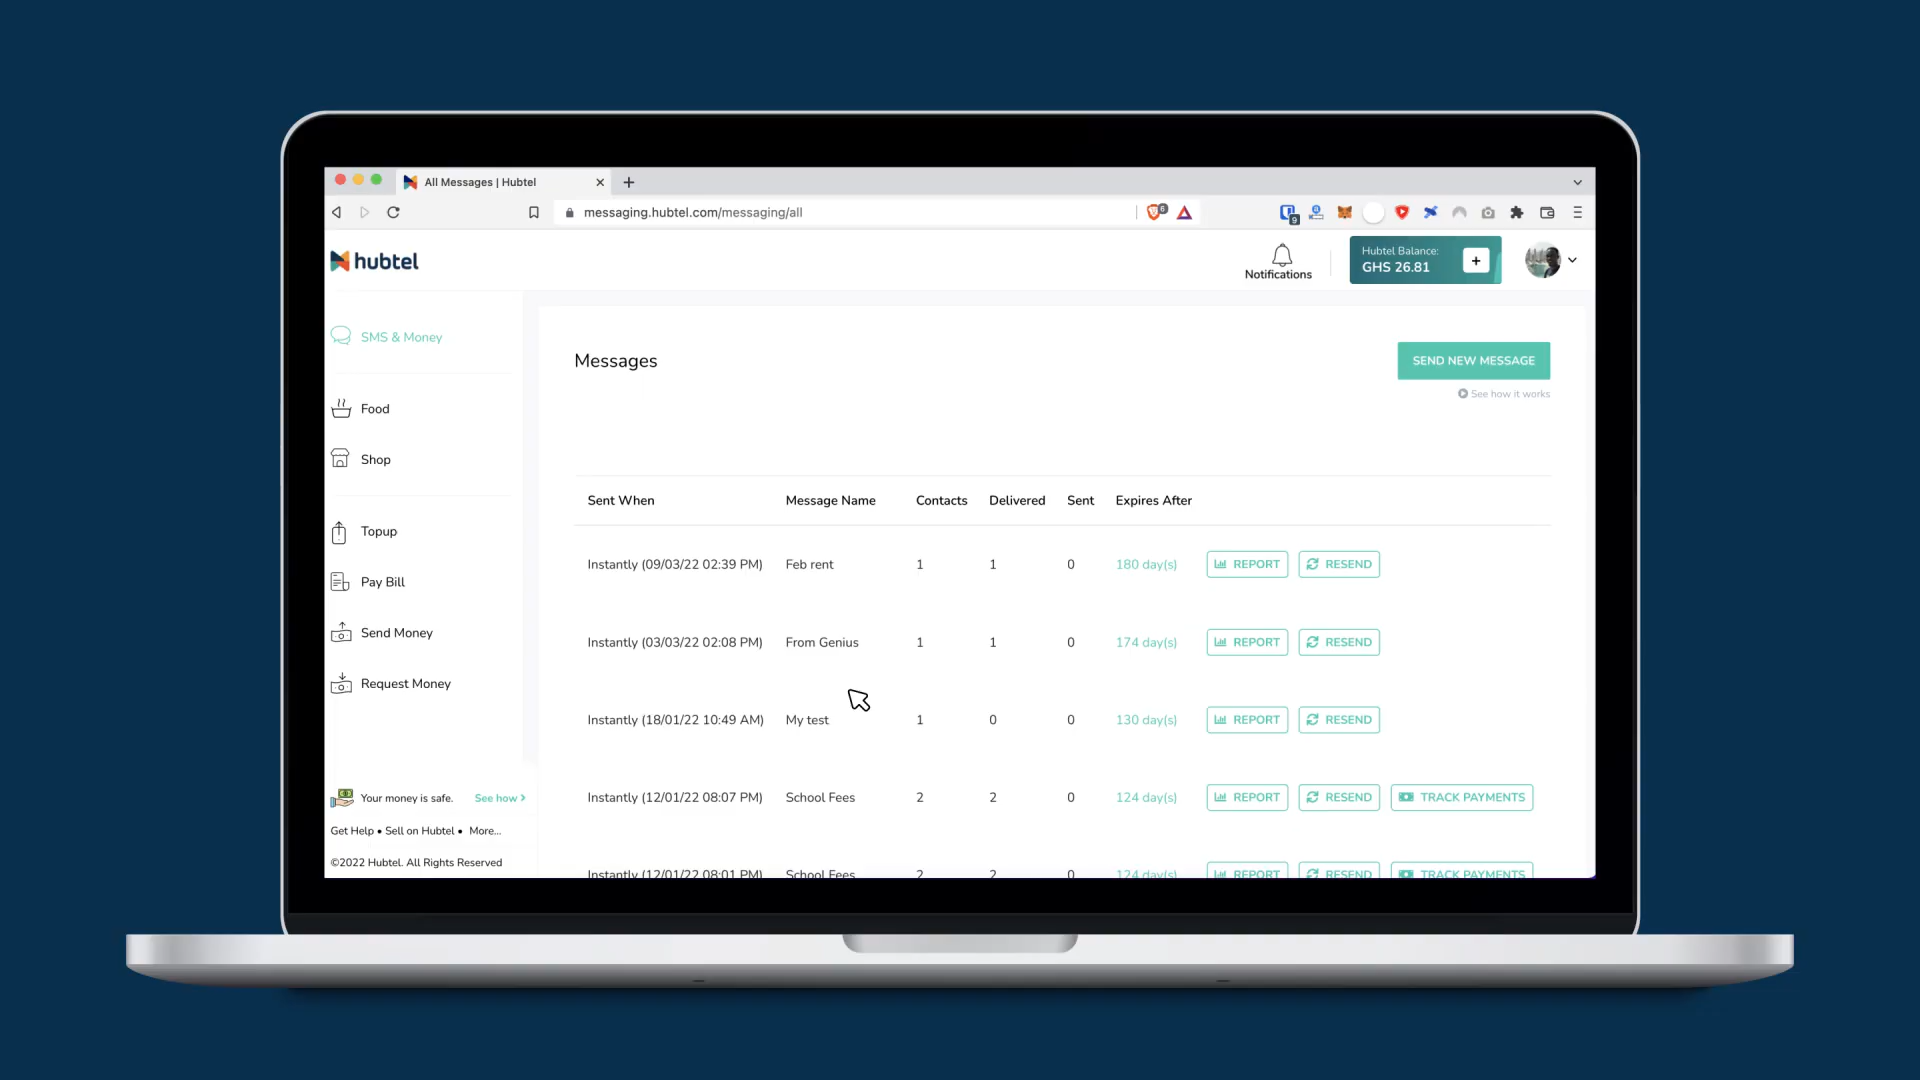 All Messages | Hubtel
messaging.hubtel.com/messaging/all
6
9
hubtel
Notifications
Hubtel Balance:
GHS 26.81
+
SMS & Money
Food
Shop
Topup
Pay Bill
Send Money
Request Money
Your money is safe. See how >
Get Help • Sell on Hubtel • More...
©2022 Hubtel. All Rights Reserved
Messages
SEND NEW MESSAGE
See how it works
Sent When Message Name Contacts Delivered Sent Expires After
Instantly (09/03/22 02:39 PM) Feb rent 1 1 0 180 day(s) REPORT RESEND
Instantly (03/03/22 02:08 PM) From Genius 1 1 0 174 day(s) REPORT RESEND
Instantly (18/01/22 10:49 AM) My test 1 0 0 130 day(s) REPORT RESEND
Instantly (12/01/22 08:07 PM) School Fees 2 2 0 124 day(s) REPORT RESEND TRACK PAYMENTS
Instantly (12/01/22 08:01 PM) School Fees 2 2 0 124 day(s) REPORT RESEND TRACK PAYMENTS